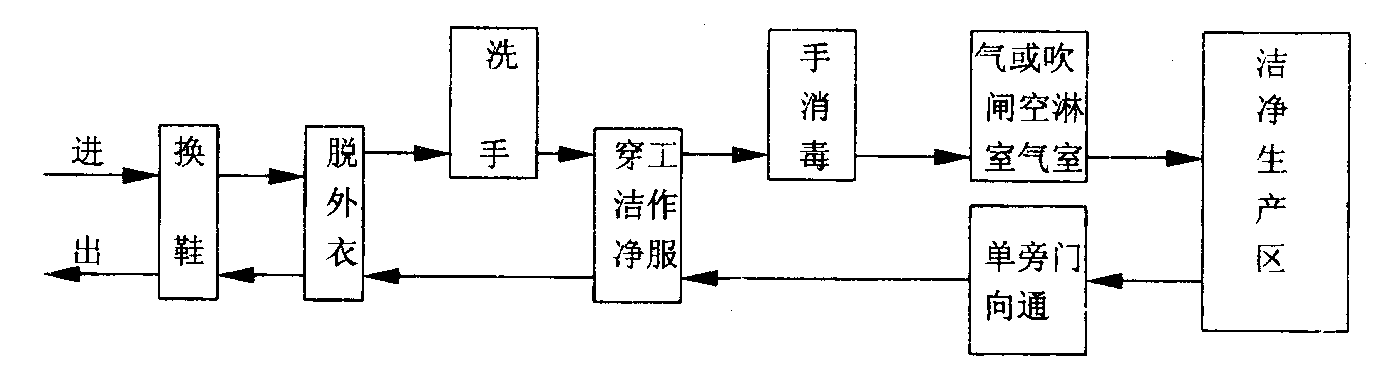 进
出
换鞋
脱外衣
洗手
穿洁净
工作服
手消毒
气闸室
或空气
吹淋室
单向
旁通
门
洁净生产区